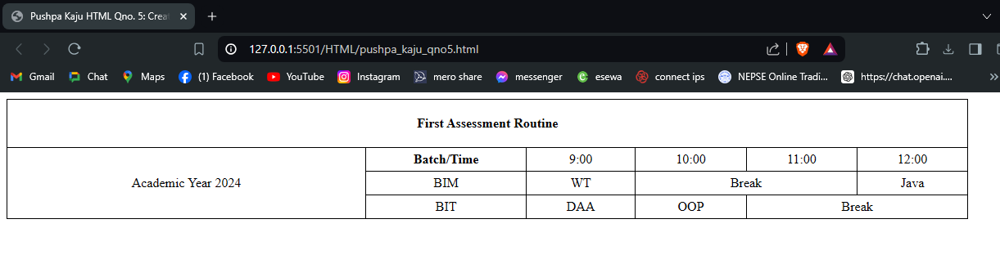 Pushpa Kaju HTML Qno. 5: Crea
127.0.0.1:5501/HTML/pushpa_kaju_qno5.html
Gmail Chat Maps (1) Facebook YouTube Instagram mero share messenger esewa connect ips NEPSE Online Tradi... https://chat.openai....
First Assessment Routine
Academic Year 2024
Batch/Time 9:00 10:00 11:00 12:00
BIM WT Break Java
BIT DAA OOP Break